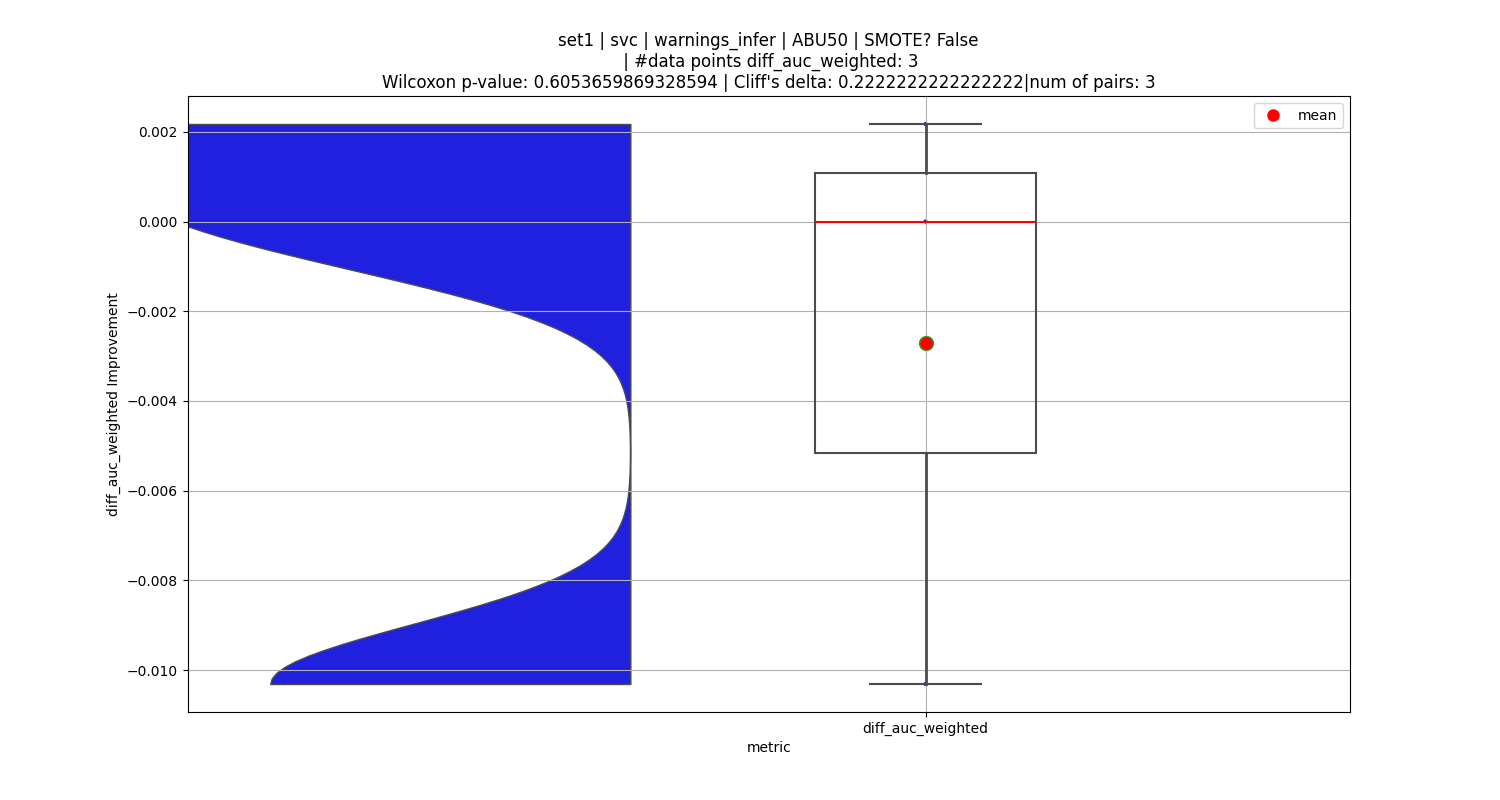 set1 | svc | warnings_infer | ABU50 | SMOTE? False
| #data points diff_auc_weighted: 3
Wilcoxon p-value: 0.6053659869328594 | Cliff's delta: 0.2222222222222222|num of pairs: 3
mean
0.002
0.000
−0.002
−0.004
−0.006
−0.008
−0.010
diff_auc_weighted Improvement
diff_auc_weighted
metric